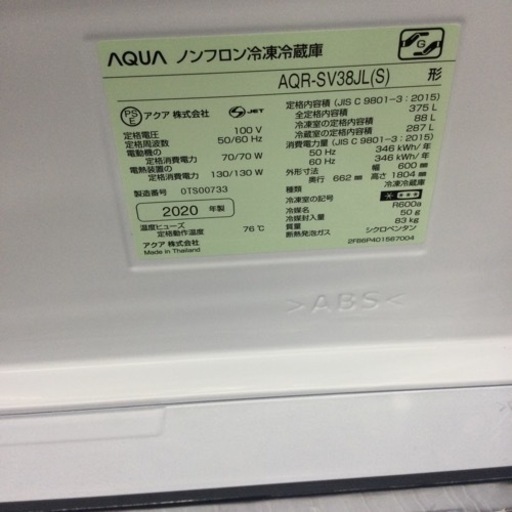 AQUA ノンフロン冷凍冷蔵庫
AQR-SV38JL(S) 形
PS E アクア 株式会社 S-JET
定格電圧 100 V
定格周波数 50/60 Hz
電動機の
定格消費電力 70/70 W
電熱装置の
定格消費電力 130/130 W
製造番号 0TS00733
2020 年製
温度ヒューズ
定格動作温度 76℃
アクア 株式会社
Made in Thailand
定格内容積 (JIS C 9801-3 : 2015)
全定格内容積 375 L
冷凍室の定格内容積 88 L
冷蔵室の定格内容積 287 L
消費電力量 (JIS C 9801-3 : 2015)
50 Hz 346 kWh/年
60 Hz 346 kWh/年
外形寸法 幅 600 mm
奥行 662 mm 高さ 1804 mm
種類 冷凍冷蔵庫
冷凍室の記号
冷媒名 R600a
冷媒封入量 50 g
質量 83 kg
断熱発泡ガス シクロペンタン
2FB6P401567004
G
>ABS<